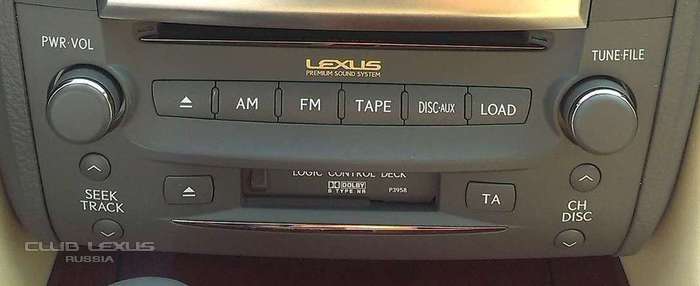 PWR·VOL
TUNE·FILE
LEXUS
PREMIUM SOUND SYSTEM
AM
FM
TAPE
DISC·AUX
LOAD
LOGIC CONTROL DECK
DOLBY
B TYPE NR
P3958
SEEK
TRACK
TA
CH
DISC
CLUB LEXUS
RUSSIA